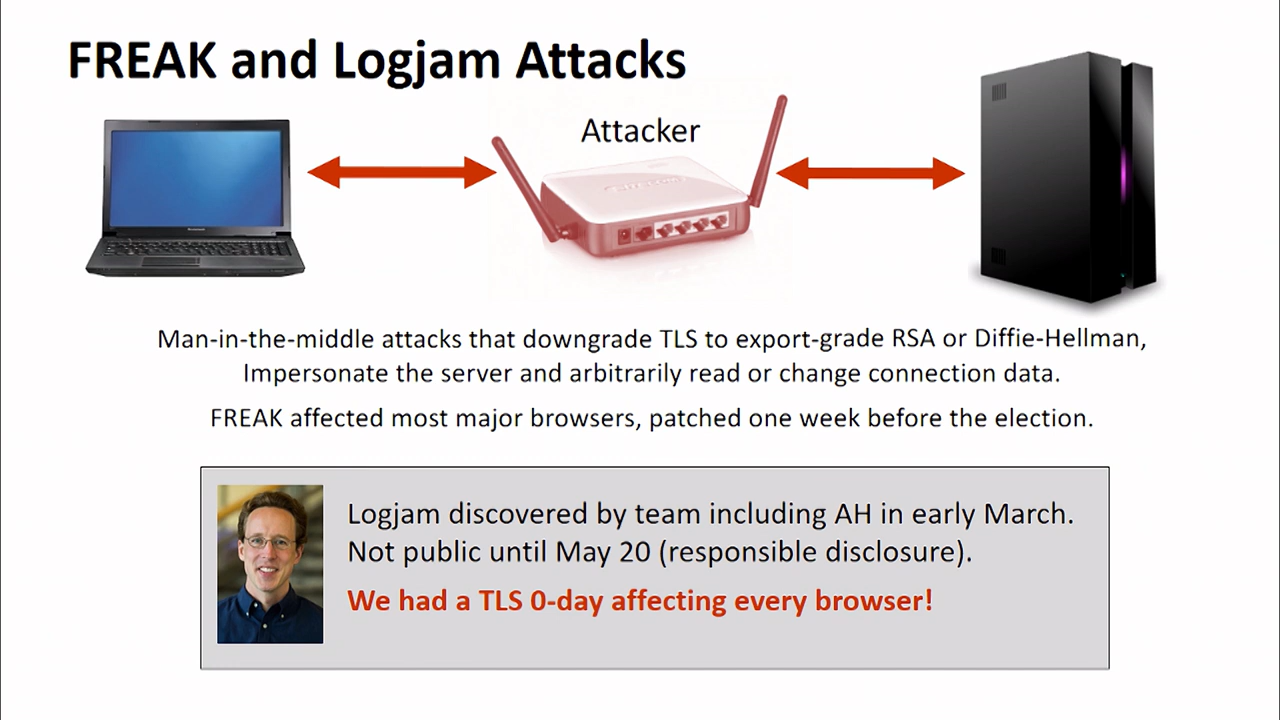 FREAK and Logjam Attacks
Attacker
Man-in-the-middle attacks that downgrade TLS to export-grade RSA or Diffie-Hellman,
Impersonate the server and arbitrarily read or change connection data.
FREAK affected most major browsers, patched one week before the election.
Logjam discovered by team including AH in early March.
Not public until May 20 (responsible disclosure).
We had a TLS 0-day affecting every browser!